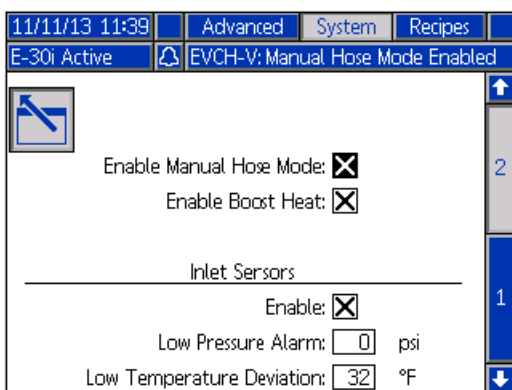 11/11/13 11:39 Advanced System Recipes
E-30i Active EVCH-V: Manual Hose Mode Enabled
Enable Manual Hose Mode:
2
Enable Boost Heat:
Inlet Sensors
Enable:
1
Low Pressure Alarm: 0 psi
Low Temperature Deviation: 32 °F